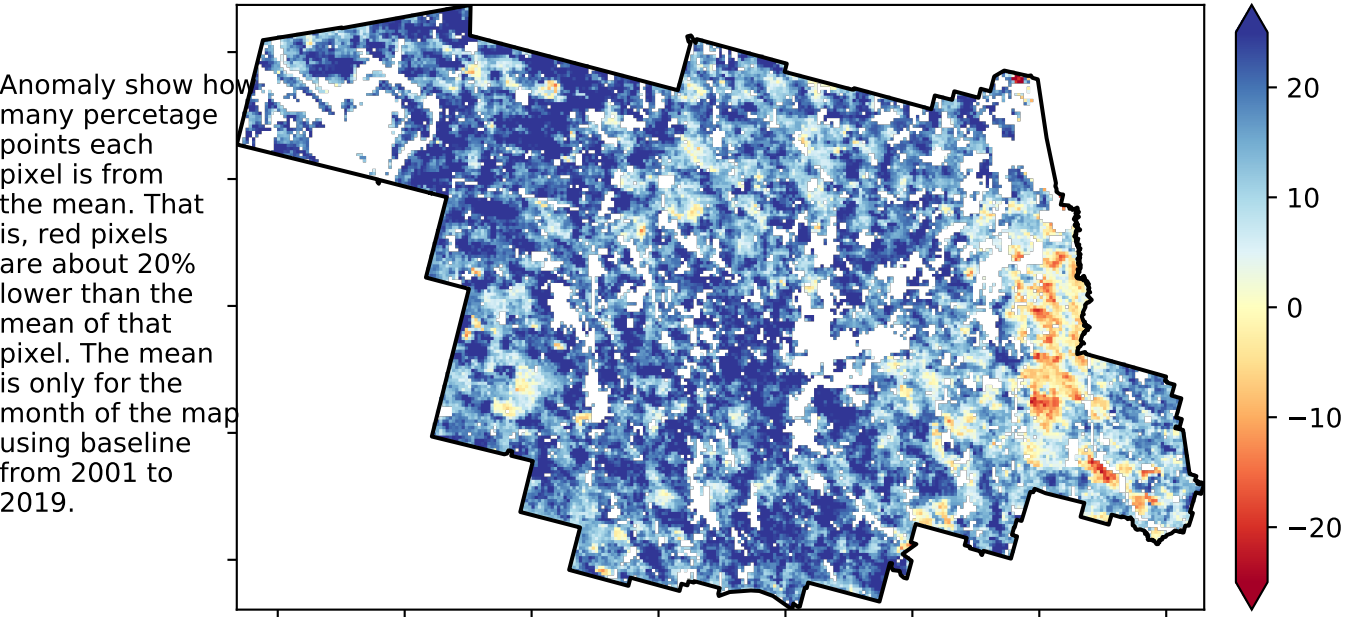 Anomaly show how
many percetage
points each
pixel is from
the mean. That
is, red pixels
are about 20%
lower than the
mean of that
pixel. The mean
is only for the
month of the map
using baseline
from 2001 to
2019.
20
10
0
−10
−20